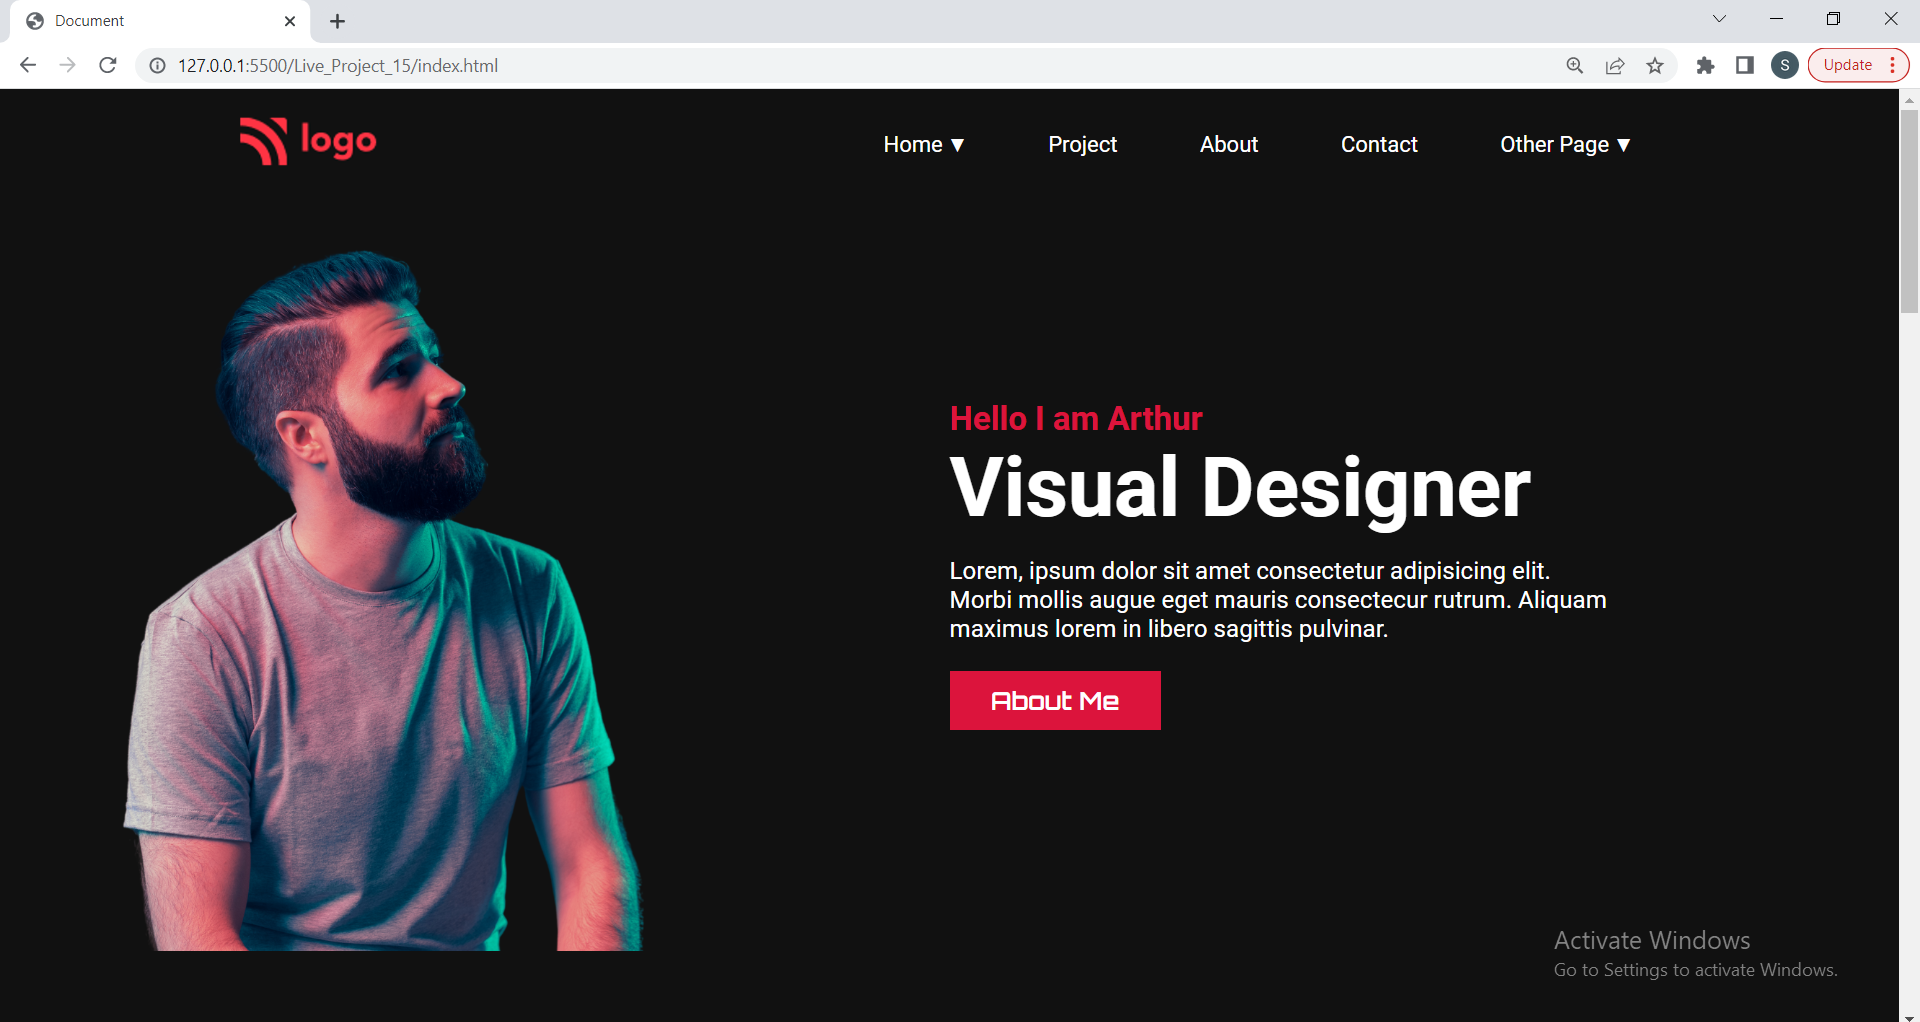 Document
127.0.0.1:5500/Live_Project_15/index.html
S
Update
logo
Home ▼
Project
About
Contact
Other Page ▼
Hello I am Arthur
Visual Designer
Lorem, ipsum dolor sit amet consectetur adipisicing elit.
Morbi mollis augue eget mauris consectecur rutrum. Aliquam
maximus lorem in libero sagittis pulvinar.
About Me
Activate Windows
Go to Settings to activate Windows.